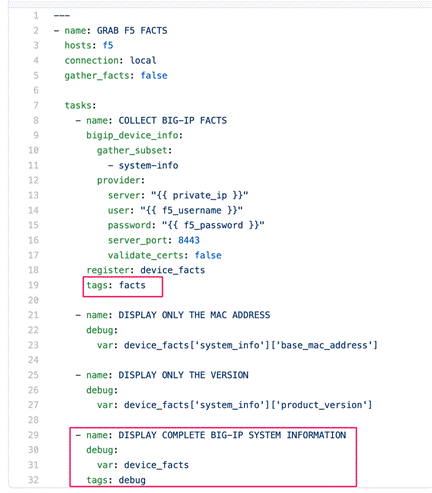 1 ---
2 - name: GRAB F5 FACTS
3   hosts: f5
4   connection: local
5   gather_facts: false
6
7   tasks:
8     - name: COLLECT BIG-IP FACTS
9       bigip_device_info:
10         gather_subset:
11           - system-info
12         provider:
13           server: "{{ private_ip }}"
14           user: "{{ f5_username }}"
15           password: "{{ f5_password }}"
16           server_port: 8443
17           validate_certs: false
18       register: device_facts
19       tags: facts
20
21     - name: DISPLAY ONLY THE MAC ADDRESS
22       debug:
23         var: device_facts['system_info']['base_mac_address']
24
25     - name: DISPLAY ONLY THE VERSION
26       debug:
27         var: device_facts['system_info']['product_version']
28
29     - name: DISPLAY COMPLETE BIG-IP SYSTEM INFORMATION
30       debug:
31         var: device_facts
32       tags: debug